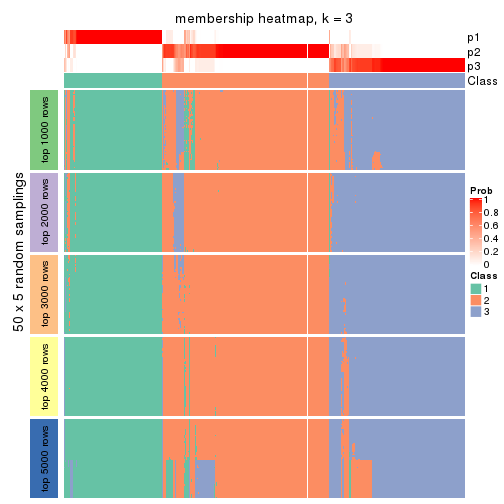 membership heatmap, k = 3
p1
p2
p3
Class
50 x 5 random samplings
top 1000 rows
top 2000 rows
top 3000 rows
top 4000 rows
top 5000 rows
Prob
1
0.8
0.6
0.4
0.2
0
Class
1
2
3